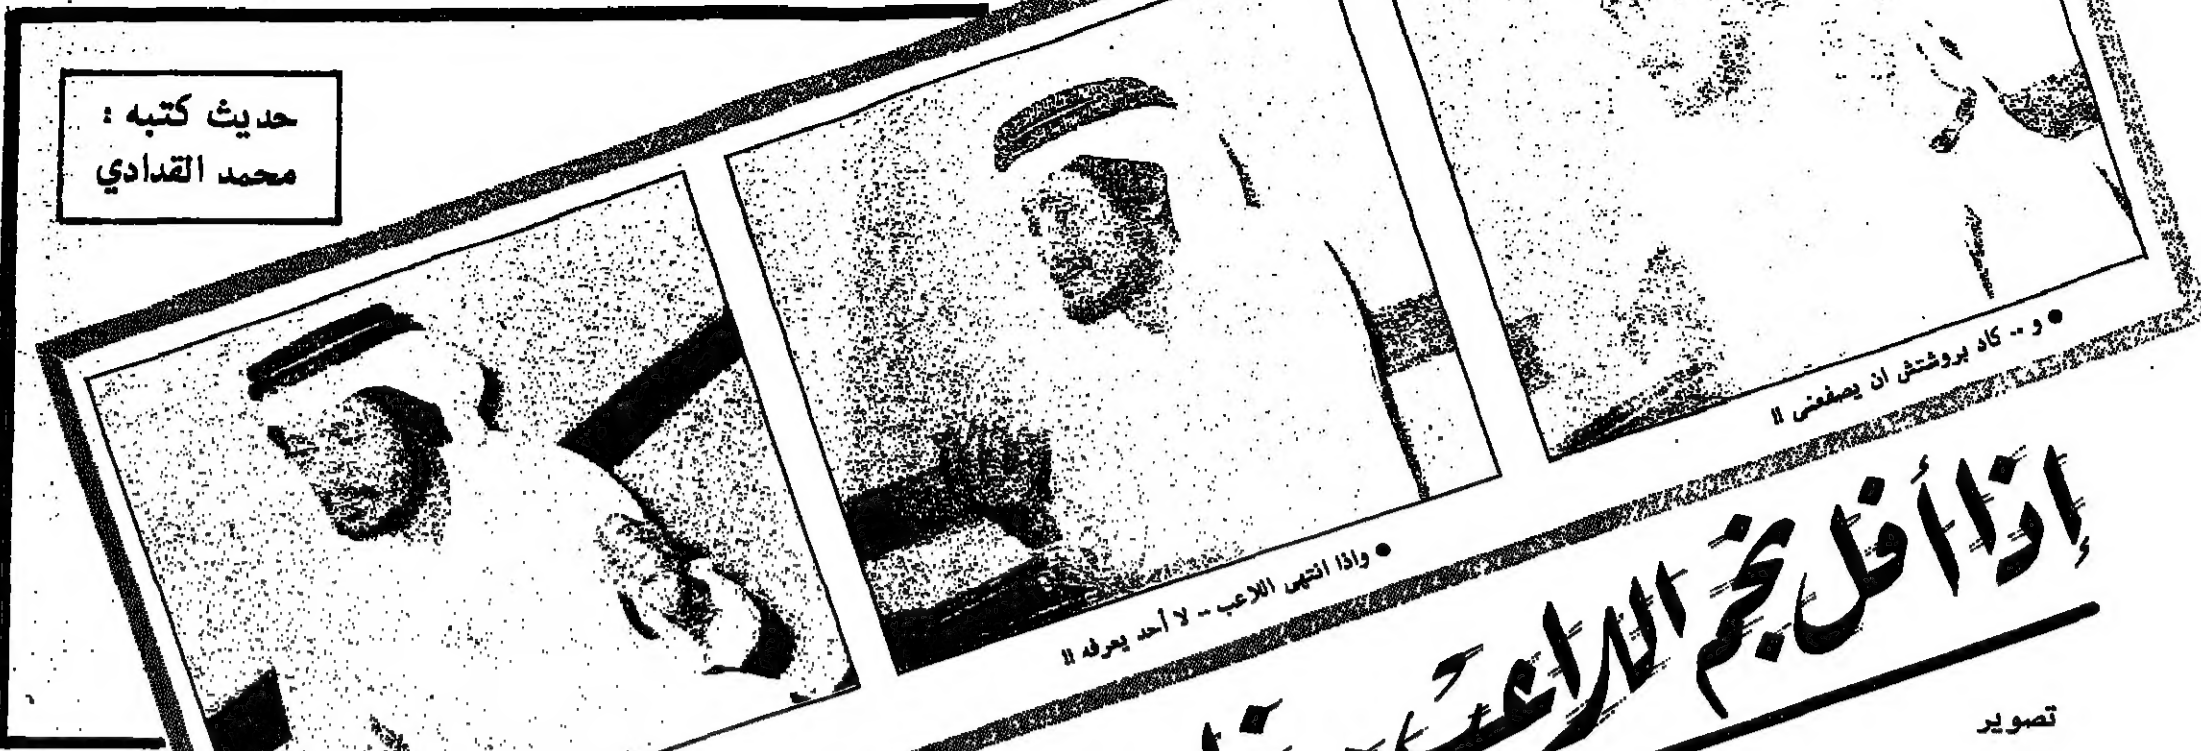 حديث كتبه :
محمد القدادي
● و -- كاد بروشتش ان يصفعني !!
● واذا انتهى اللاعب -- لا أحد يعرفه !!
إذا أفل نجم اللاعب
تصوير